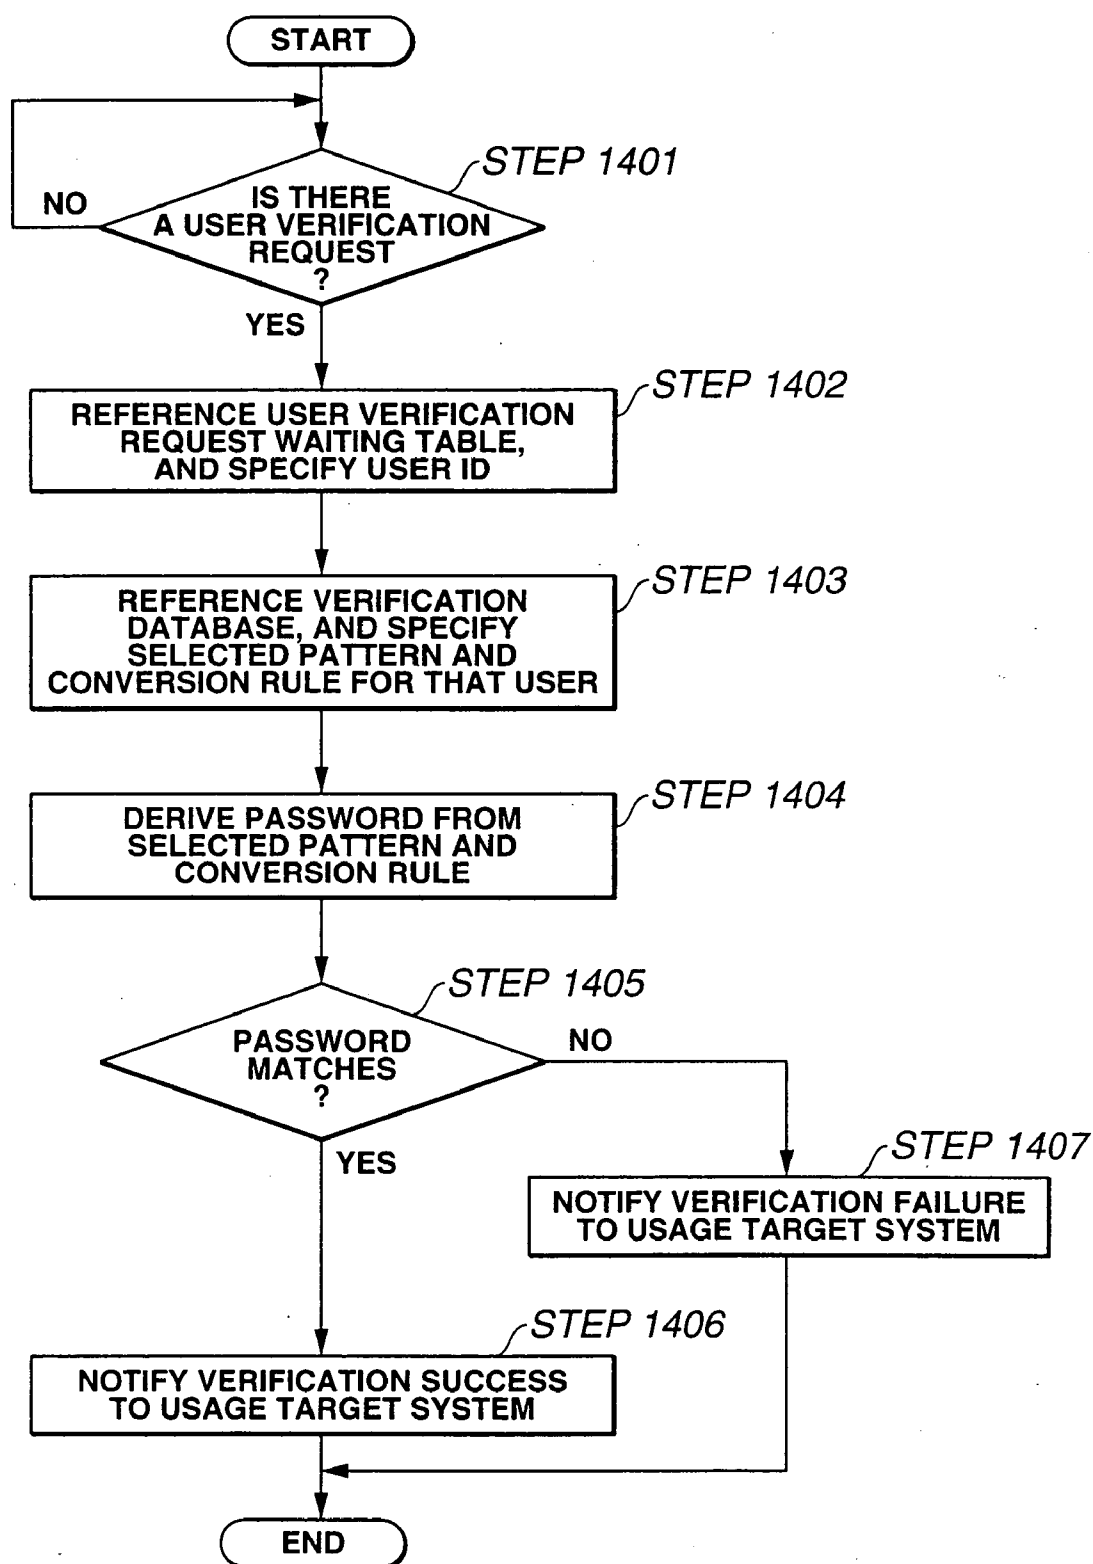 START
STEP 1401
NO
IS THERE
A USER VERIFICATION
REQUEST
?
YES
STEP 1402
REFERENCE USER VERIFICATION
REQUEST WAITING TABLE,
AND SPECIFY USER ID
STEP 1403
REFERENCE VERIFICATION
DATABASE, AND SPECIFY
SELECTED PATTERN AND
CONVERSION RULE FOR THAT USER
STEP 1404
DERIVE PASSWORD FROM
SELECTED PATTERN AND
CONVERSION RULE
STEP 1405
PASSWORD
MATCHES
?
NO
YES
STEP 1407
NOTIFY VERIFICATION FAILURE
TO USAGE TARGET SYSTEM
STEP 1406
NOTIFY VERIFICATION SUCCESS
TO USAGE TARGET SYSTEM
END